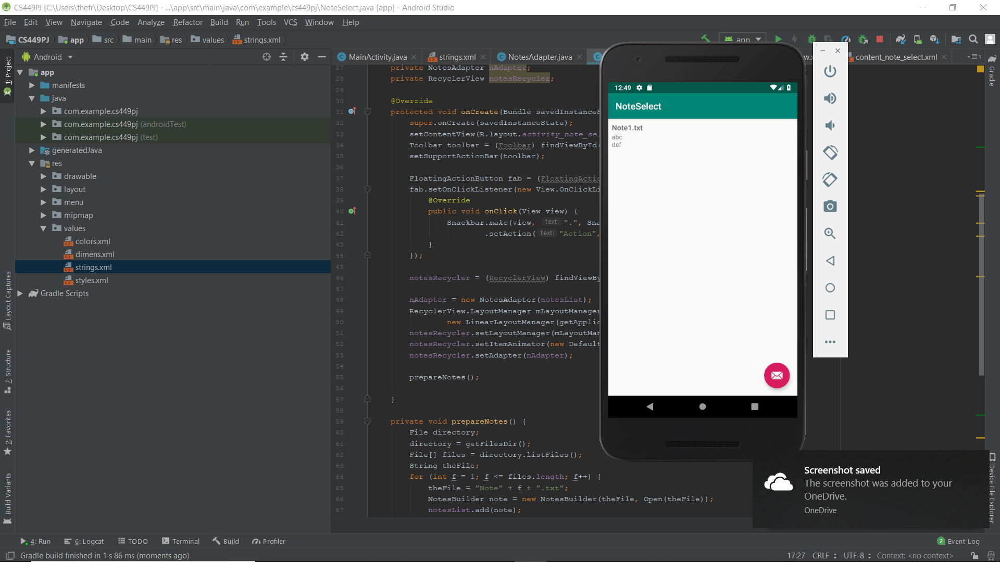 CS449PJ [C:\Users\thefr\Desktop\CS449PJ] - ...\app\src\main\java\com\example\cs449pj\NoteSelect.java [app] - Android Studio
File Edit View Navigate Code Analyze Refactor Build Run Tools VCS Window Help
CS449PJ app src main res values strings.xml
app
Android
MainActivity.java strings.xml NotesAdapter.java content_note_select.xml
1
1: Project
Layout Captures
7: Structure
2: Favorites
Build Variants
Gradle
Device File Explorer
app
manifests
java
com.example.cs449pj
com.example.cs449pj (androidTest)
com.example.cs449pj (test)
generatedJava
res
drawable
layout
menu
mipmap
values
colors.xml
dimens.xml
strings.xml
styles.xml
Gradle Scripts
27 private NotesAdapter nAdapter;
28 private RecyclerView notesRecycler;
29
30 @Override
31 protected void onCreate(Bundle savedInstanceS
32 super.onCreate(savedInstanceState);
33 setContentView(R.layout.activity_note_sel
34 Toolbar toolbar = (Toolbar) findViewById(
35 setSupportActionBar(toolbar);
36
37 FloatingActionButton fab = (FloatingActio
38 fab.setOnClickListener(new View.OnClickLi
39 @Override
40 public void onClick(View view) {
41 Snackbar.make(view, text: ".", Sna
42 .setAction( text: "Action",
43 }
44 });
45
46 notesRecycler = (RecyclerView) findViewBy
47
48 nAdapter = new NotesAdapter(notesList);
49 RecyclerView.LayoutManager mLayoutManager
50 new LinearLayoutManager(getApplic
51 notesRecycler.setLayoutManager(mLayoutMan
52 notesRecycler.setItemAnimator(new Default
53 notesRecycler.setAdapter(nAdapter);
54
55 prepareNotes();
56
57 }
58
59 private void prepareNotes() {
60 File directory;
61 directory = getFilesDir();
62 File[] files = directory.listFiles();
63 String theFile;
64 for (int f = 1; f <= files.length; f++) {
65 theFile = "Note" + f + ".txt";
66 NotesBuilder note = new NotesBuilder(theFile, Open(theFile));
67 notesList.add(note);
12:49
NoteSelect
Note1.txt
abc
def
Screenshot saved
The screenshot was added to your
OneDrive.
OneDrive
4: Run 6: Logcat TODO Terminal Build Profiler 2 Event Log
Gradle build finished in 1 s 86 ms (moments ago) 17:27 CRLF UTF-8 Context: <no context>